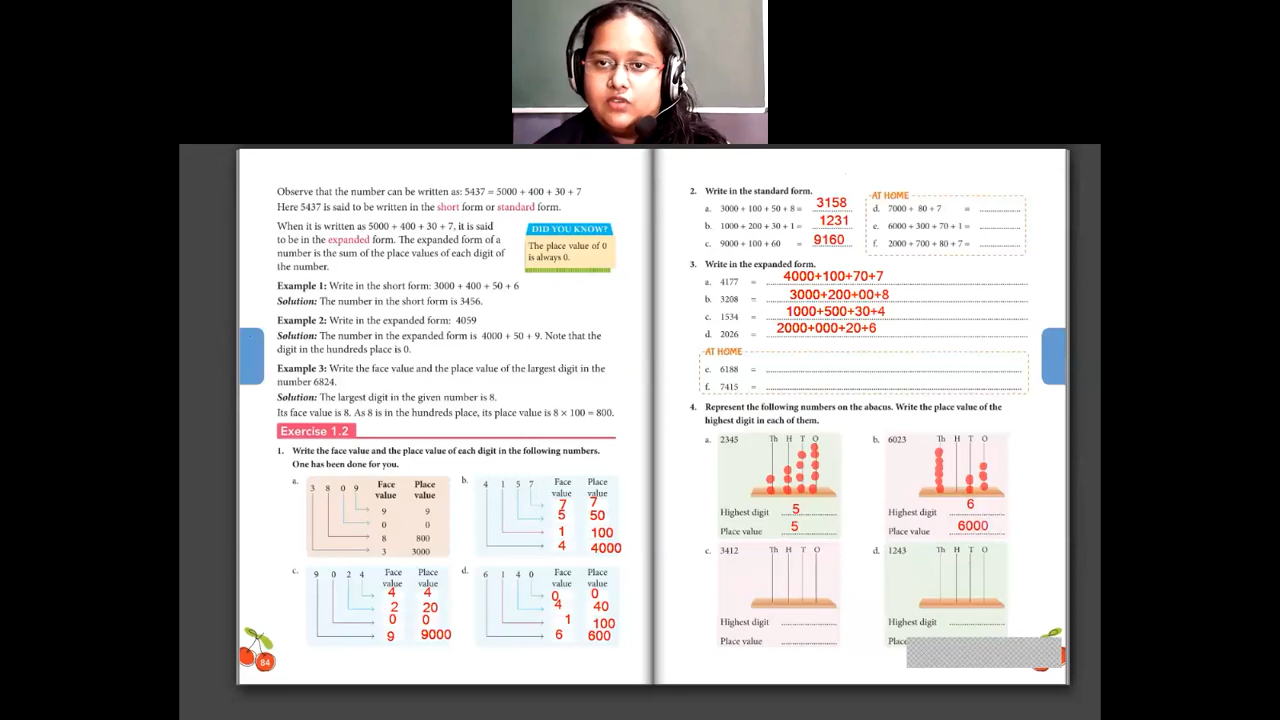 Observe that the number can be written as: 5437 = 5000 + 400 + 30 + 7
Here 5437 is said to be written in the short form or standard form.
When it is written as 5000 + 400 + 30 + 7, it is said
to be in the expanded form. The expanded form of a
number is the sum of the place values of each digit of
the number.
DID YOU KNOW?
The place value of 0
is always 0.
Example 1: Write in the short form: 3000 + 400 + 50 + 6
Solution: The number in the short form is 3456.
Example 2: Write in the expanded form: 4059
Solution: The number in the expanded form is 4000 + 50 + 9. Note that the
digit in the hundreds place is 0.
Example 3: Write the face value and the place value of the largest digit in the
number 6824.
Solution: The largest digit in the given number is 8.
Its face value is 8. As 8 is in the hundreds place, its place value is 8 × 100 = 800.
Exercise 1.2
1. Write the face value and the place value of each digit in the following numbers.
One has been done for you.
a. 3 8 0 9 Face value Place value
9 9
0 0
8 800
3 3000
b. 4 1 5 7 Face value Place value
7 7
5 50
1 100
4 4000
c. 9 0 2 4 Face value Place value
4 4
2 20
0 0
9 9000
d. 6 1 4 0 Face value Place value
0 0
4 40
1 100
6 600
84
2. Write in the standard form.
a. 3000 + 100 + 50 + 8 = 3158
b. 1000 + 200 + 30 + 1 = 1231
c. 9000 + 100 + 60 = 9160
AT HOME
d. 7000 + 80 + 7 =
e. 6000 + 300 + 70 + 1 =
f. 2000 + 700 + 80 + 7 =
3. Write in the expanded form.
a. 4177 = 4000+100+70+7
b. 3208 = 3000+200+00+8
c. 1534 = 1000+500+30+4
d. 2026 = 2000+000+20+6
AT HOME
e. 6188 =
f. 7415 =
4. Represent the following numbers on the abacus. Write the place value of the
highest digit in each of them.
a. 2345 Th H T O
Highest digit 5
Place value 5
b. 6023 Th H T O
Highest digit 6
Place value 6000
c. 3412 Th H T O
Highest digit
Place value
d. 1243 Th H T O
Highest digit
Place